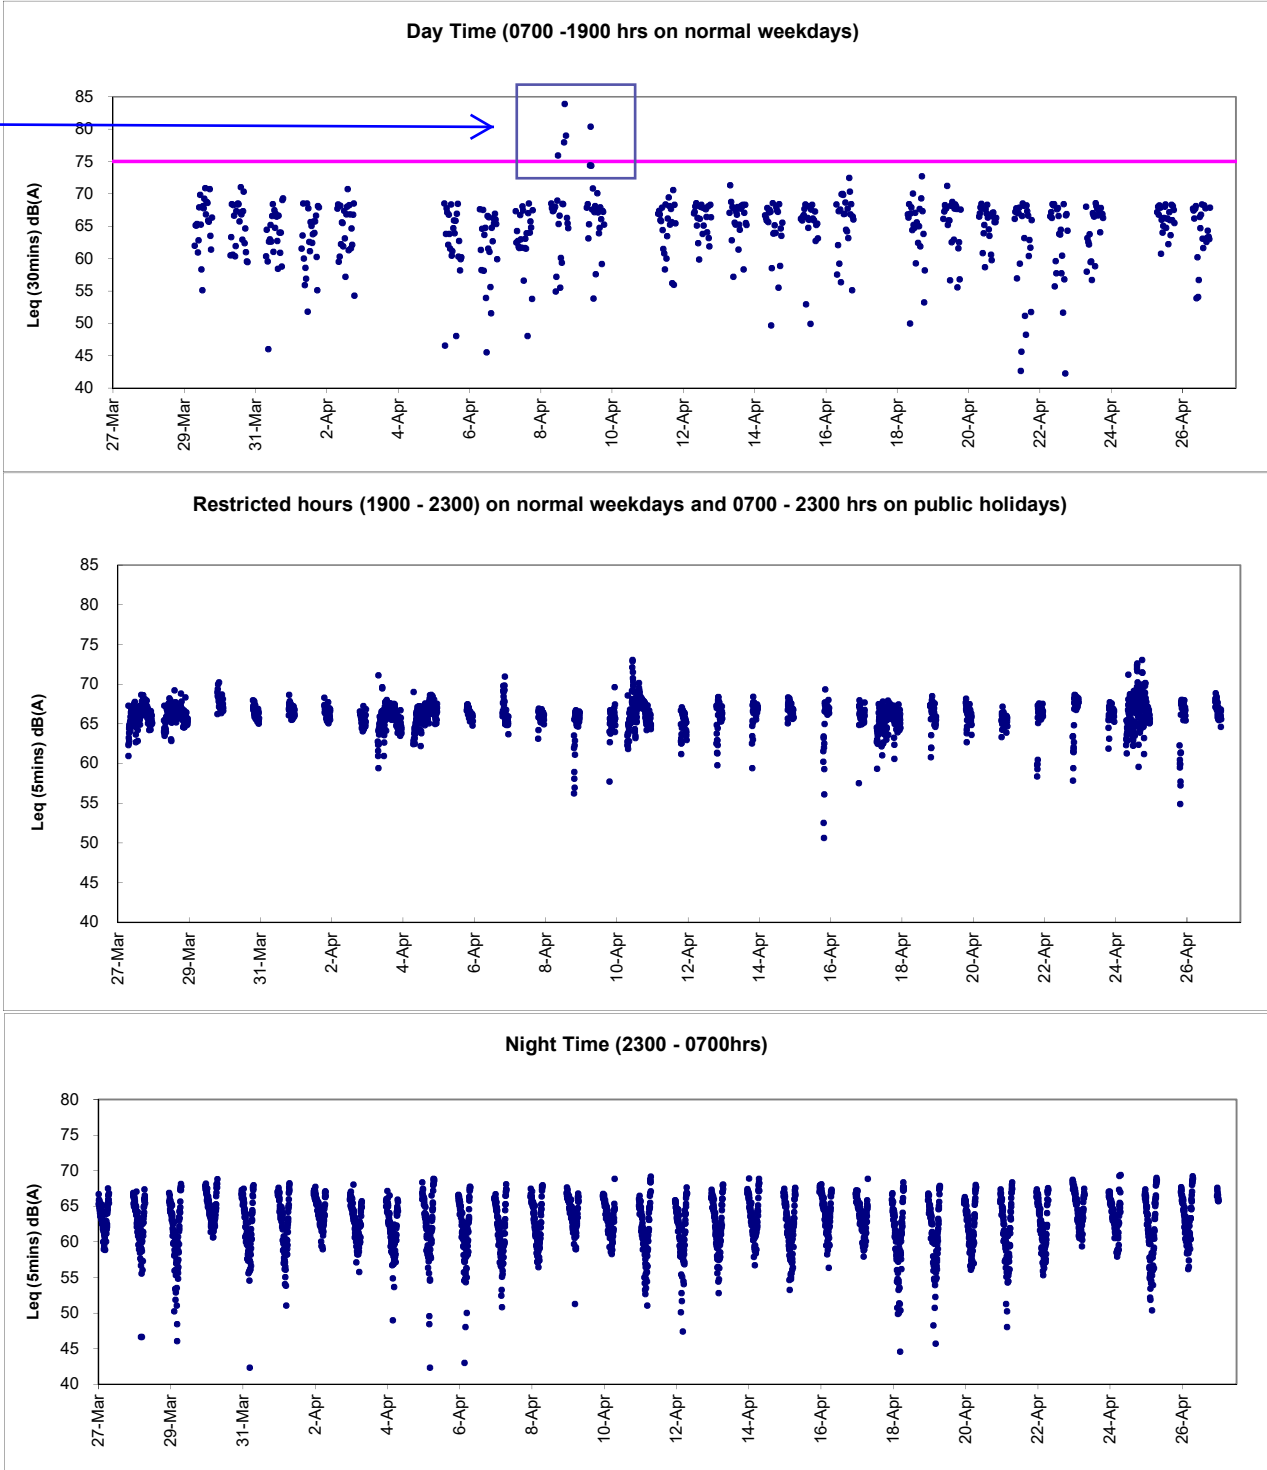 Day Time (0700 -1900 hrs on normal weekdays)
85
80
75
70
65
60
55
50
45
40
Leq (30mins) dB(A)
27-Mar
29-Mar
31-Mar
2-Apr
4-Apr
6-Apr
8-Apr
10-Apr
12-Apr
14-Apr
16-Apr
18-Apr
20-Apr
22-Apr
24-Apr
26-Apr
Restricted hours (1900 - 2300) on normal weekdays and 0700 - 2300 hrs on public holidays)
85
80
75
70
65
60
55
50
45
40
Leq (5mins) dB(A)
27-Mar
29-Mar
31-Mar
2-Apr
4-Apr
6-Apr
8-Apr
10-Apr
12-Apr
14-Apr
16-Apr
18-Apr
20-Apr
22-Apr
24-Apr
26-Apr
Night Time (2300 - 0700hrs)
80
75
70
65
60
55
50
45
40
Leq (5mins) dB(A)
27-Mar
29-Mar
31-Mar
2-Apr
4-Apr
6-Apr
8-Apr
10-Apr
12-Apr
14-Apr
16-Apr
18-Apr
20-Apr
22-Apr
24-Apr
26-Apr